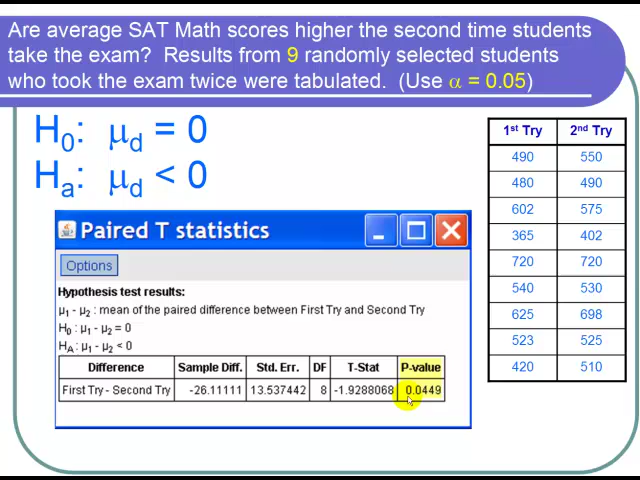 Are average SAT Math scores higher the second time students
take the exam?  Results from 9 randomly selected students
who took the exam twice were tabulated.  (Use α = 0.05)
H₀:  μd = 0
Hₐ:  μd < 0
Paired T statistics
Options
Hypothesis test results:
μ₁ - μ₂ : mean of the paired difference between First Try and Second Try
H₀ : μ₁ - μ₂ = 0
Hᴀ : μ₁ - μ₂ < 0
Difference Sample Diff. Std. Err. DF T-Stat P-value
First Try - Second Try -26.11111 13.537442 8 -1.9288068 0.0449
1st Try 2nd Try
490 550
480 490
602 575
365 402
720 720
540 530
625 698
523 525
420 510